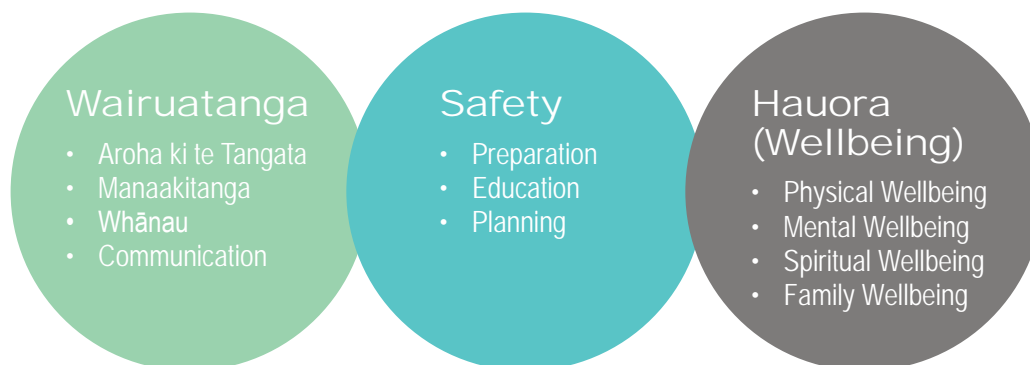 Wairuatanga
• Aroha ki te Tangata
• Manaakitanga
• Whānau
• Communication
Safety
• Preparation
• Education
• Planning
Hauora
(Wellbeing)
• Physical Wellbeing
• Mental Wellbeing
• Spiritual Wellbeing
• Family Wellbeing